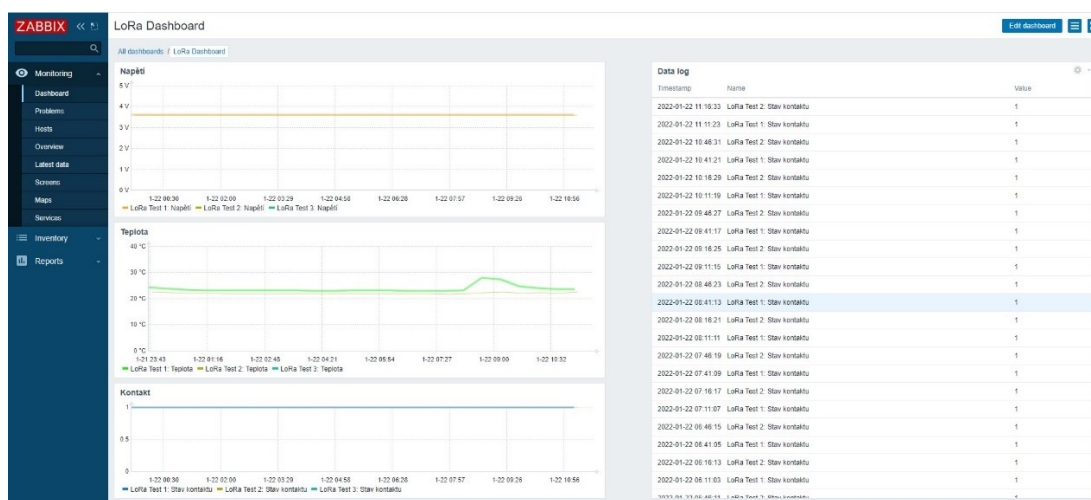 ZABBIX
LoRa Dashboard
Edit dashboard
All dashboards / LoRa Dashboard
Monitoring
Dashboard
Problems
Hosts
Overview
Latest data
Screens
Maps
Services
Inventory
Reports
Napětí
5 V
4 V
3 V
2 V
1 V
0 V
1-22 00:30 1-22 02:00 1-22 03:29 1-22 04:58 1-22 06:28 1-22 07:57 1-22 09:26 1-22 10:56
LoRa Test 1: Napětí LoRa Test 2: Napětí LoRa Test 3: Napětí
Teplota
40 °C
30 °C
20 °C
10 °C
0 °C
1-21 23:43 1-22 01:16 1-22 02:48 1-22 04:21 1-22 05:54 1-22 07:27 1-22 09:00 1-22 10:32
LoRa Test 1: Teplota LoRa Test 2: Teplota LoRa Test 3: Teplota
Kontakt
1
0.5
0
1-22 00:30 1-22 02:00 1-22 03:29 1-22 04:58 1-22 06:28 1-22 07:57 1-22 09:26 1-22 10:56
LoRa Test 1: Stav kontaktu LoRa Test 2: Stav kontaktu LoRa Test 3: Stav kontaktu
Data log
Timestamp Name Value
2022-01-22 11:16:33 LoRa Test 2: Stav kontaktu 1
2022-01-22 11:11:23 LoRa Test 1: Stav kontaktu 1
2022-01-22 10:46:31 LoRa Test 2: Stav kontaktu 1
2022-01-22 10:41:21 LoRa Test 1: Stav kontaktu 1
2022-01-22 10:16:29 LoRa Test 2: Stav kontaktu 1
2022-01-22 10:11:19 LoRa Test 1: Stav kontaktu 1
2022-01-22 09:46:27 LoRa Test 2: Stav kontaktu 1
2022-01-22 09:41:17 LoRa Test 1: Stav kontaktu 1
2022-01-22 09:16:25 LoRa Test 2: Stav kontaktu 1
2022-01-22 09:11:15 LoRa Test 1: Stav kontaktu 1
2022-01-22 08:46:23 LoRa Test 2: Stav kontaktu 1
2022-01-22 08:41:13 LoRa Test 1: Stav kontaktu 1
2022-01-22 08:16:21 LoRa Test 2: Stav kontaktu 1
2022-01-22 08:11:11 LoRa Test 1: Stav kontaktu 1
2022-01-22 07:46:19 LoRa Test 2: Stav kontaktu 1
2022-01-22 07:41:09 LoRa Test 1: Stav kontaktu 1
2022-01-22 07:16:17 LoRa Test 2: Stav kontaktu 1
2022-01-22 07:11:07 LoRa Test 1: Stav kontaktu 1
2022-01-22 06:46:15 LoRa Test 2: Stav kontaktu 1
2022-01-22 06:41:05 LoRa Test 1: Stav kontaktu 1
2022-01-22 06:16:13 LoRa Test 2: Stav kontaktu 1
2022-01-22 06:11:03 LoRa Test 1: Stav kontaktu 1